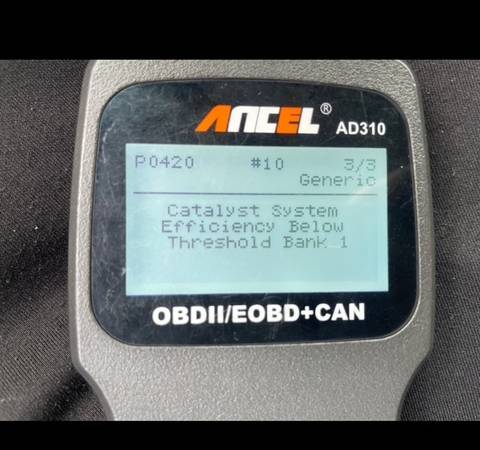 ANCEL®
AD310
P0420 #10 3/3
Generic
Catalyst System
Efficiency Below
Threshold Bank 1
OBDII/EOBD+CAN